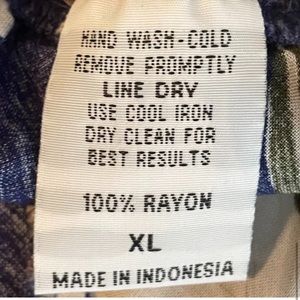 HAND WASH-COLD
REMOVE PROMPTLY
LINE DRY
USE COOL IRON
DRY CLEAN FOR
BEST RESULTS
100% RAYON
XL
MADE IN INDONESIA